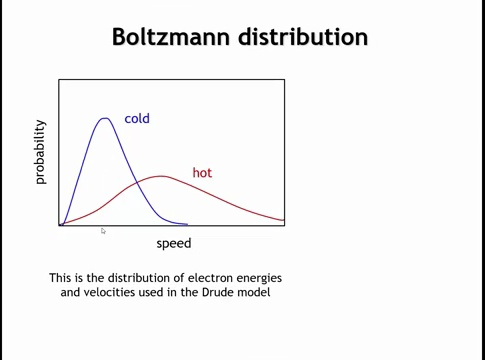 Boltzmann distribution
cold
hot
probability
speed
This is the distribution of electron energies
and velocities used in the Drude model